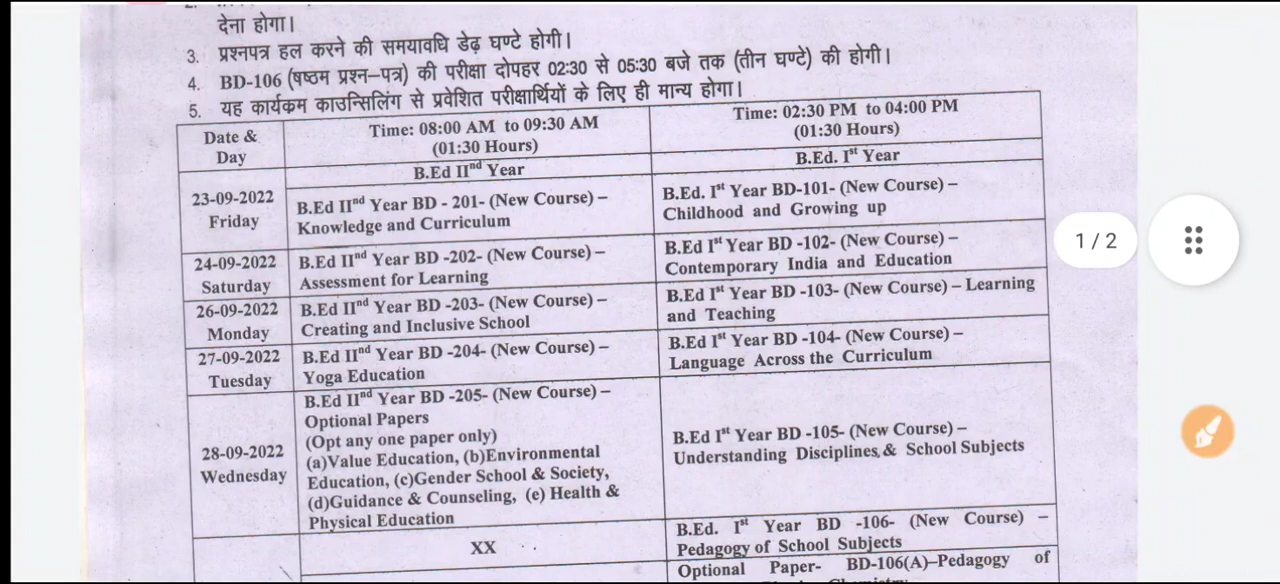 देना होगा।
3. प्रश्नपत्र हल करने की समयावधि डेढ़ घण्टे होगी।
4. BD-106 (षष्ठम प्रश्न–पत्र) की परीक्षा दोपहर 02:30 से 05:30 बजे तक (तीन घण्टे) की होगी।
5. यह कार्यकम काउन्सिलिंग से प्रवेशित परीक्षार्थियों के लिए ही मान्य होगा।
Date & Day
Time: 08:00 AM to 09:30 AM
(01:30 Hours)
Time: 02:30 PM to 04:00 PM
(01:30 Hours)
B.Ed IInd Year
B.Ed. Ist Year
23-09-2022
Friday
B.Ed IInd Year BD - 201- (New Course) –
Knowledge and Curriculum
B.Ed. Ist Year BD-101- (New Course) –
Childhood and Growing up
24-09-2022
Saturday
B.Ed IInd Year BD -202- (New Course) –
Assessment for Learning
B.Ed Ist Year BD -102- (New Course) –
Contemporary India and Education
26-09-2022
Monday
B.Ed IInd Year BD -203- (New Course) –
Creating and Inclusive School
B.Ed Ist Year BD -103- (New Course) – Learning
and Teaching
27-09-2022
Tuesday
B.Ed IInd Year BD -204- (New Course) –
Yoga Education
B.Ed Ist Year BD -104- (New Course) –
Language Across the Curriculum
28-09-2022
Wednesday
B.Ed IInd Year BD -205- (New Course) –
Optional Papers
(Opt any one paper only)
(a)Value Education, (b)Environmental
Education, (c)Gender School & Society,
(d)Guidance & Counseling, (e) Health &
Physical Education
B.Ed Ist Year BD -105- (New Course) –
Understanding Disciplines & School Subjects
XX
B.Ed. Ist Year BD -106- (New Course) –
Pedagogy of School Subjects
Optional Paper- BD-106(A)–Pedagogy of
1 / 2